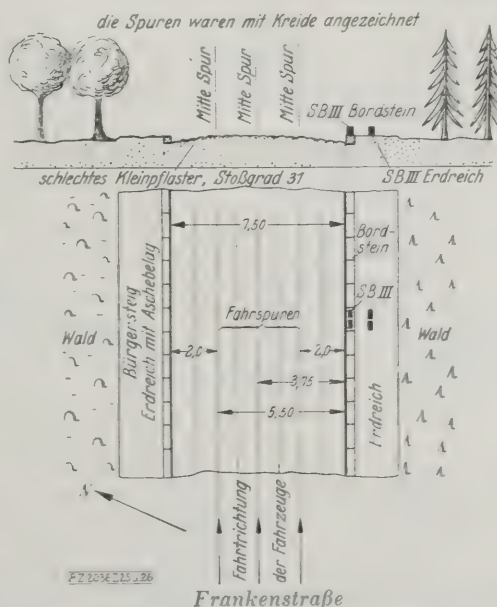 die Spuren waren mit Kreide angezeichnet
Mitte Spur
Mitte Spur
Mitte Spur
SB III Bordstein
schlechtes Kleinpflaster, Stoßgrad 31
SB III Erdreich
7,50
Bord-
stein
SB III
Fahrspuren
Wald
Bürgersteig
Erdreich mit Aschebelag
2,0
2,0
Wald
3,75
5,50
Erdreich
N
Fahrtrichtung
der Fahrzeuge
Frankenstraße